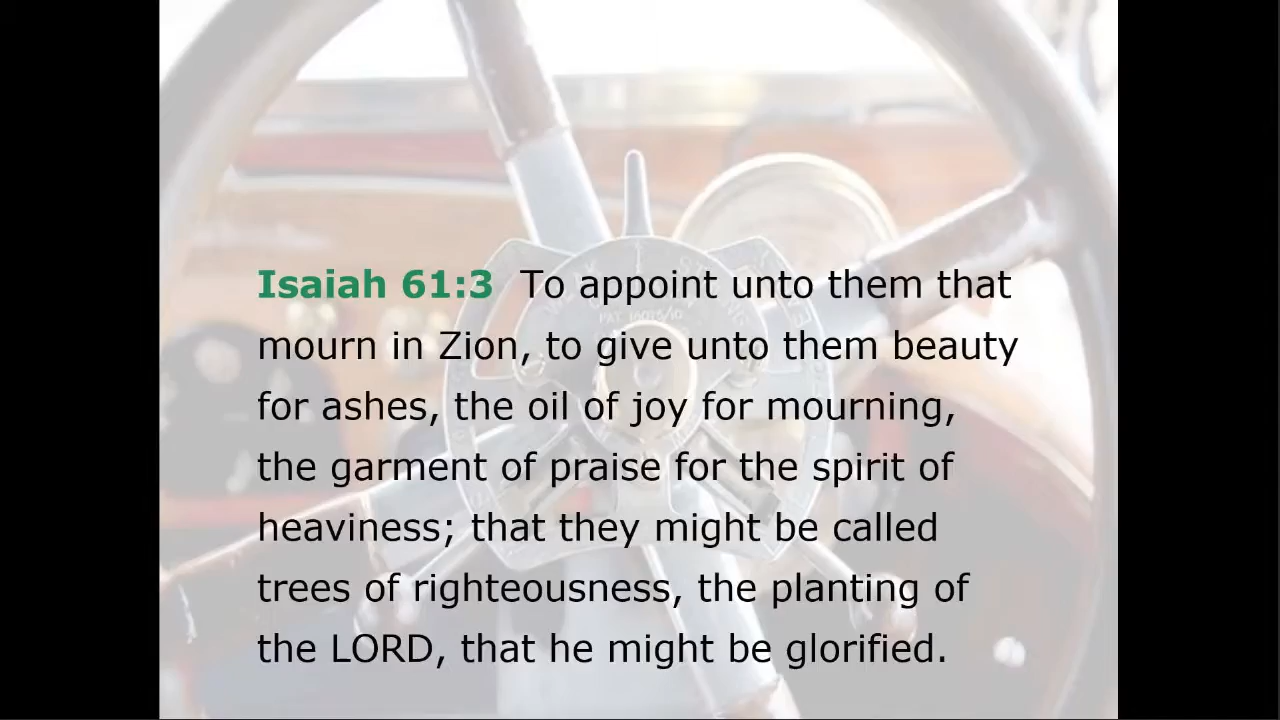 Isaiah 61:3 To appoint unto them that
mourn in Zion, to give unto them beauty
for ashes, the oil of joy for mourning,
the garment of praise for the spirit of
heaviness; that they might be called
trees of righteousness, the planting of
the LORD, that he might be glorified.